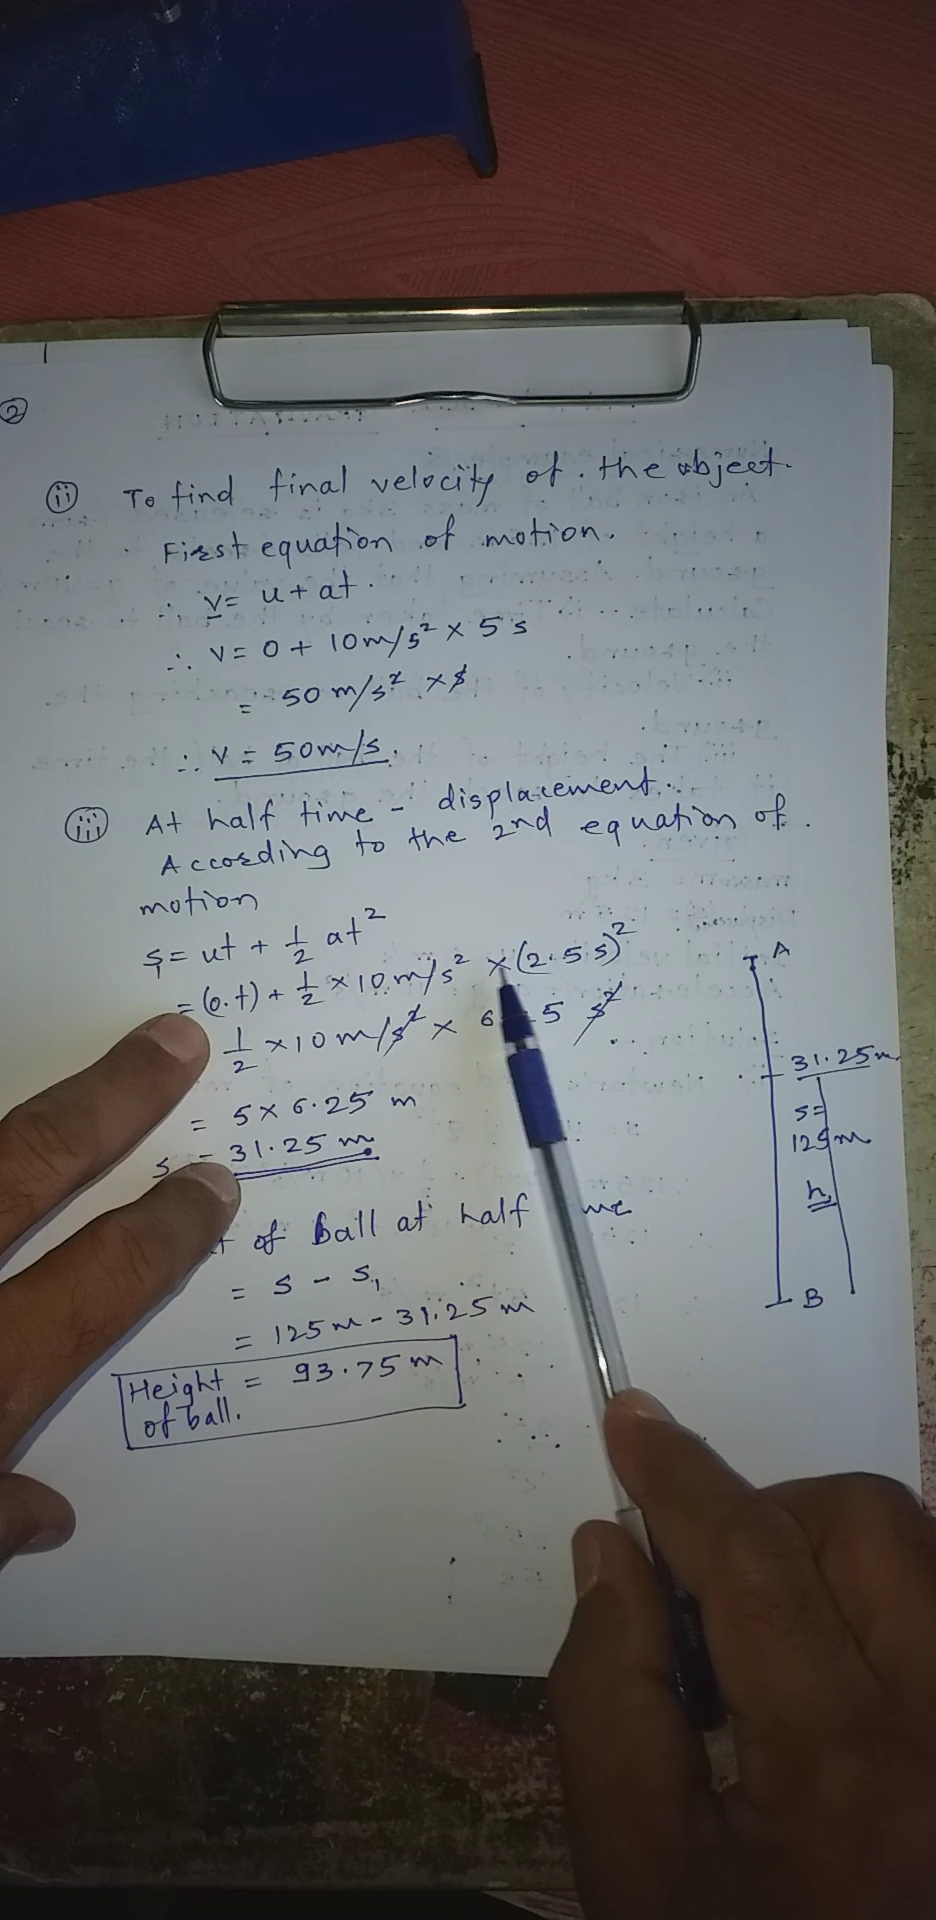 ②
ii To find final velocity of the object.
First equation of motion.
∴ v = u + at.
∴ v = 0 + 10 m/s² × 5 s
= 50 m/s² × s
∴ v = 50 m/s.
iii At half time - displacement.
According to the 2nd equation of
motion
s = ut + 1/2 at²
= (0.t) + 1/2 × 10 m/s² × (2.5 s)²
1/2 × 10 m/s² × 6 5 s²
= 5 × 6.25 m
s = 31.25 m
of ball at half
= s - s₁
= 125 m - 31.25 m
Height = 93.75 m
of ball.
A
31.25 m
s =
125 m
h
B